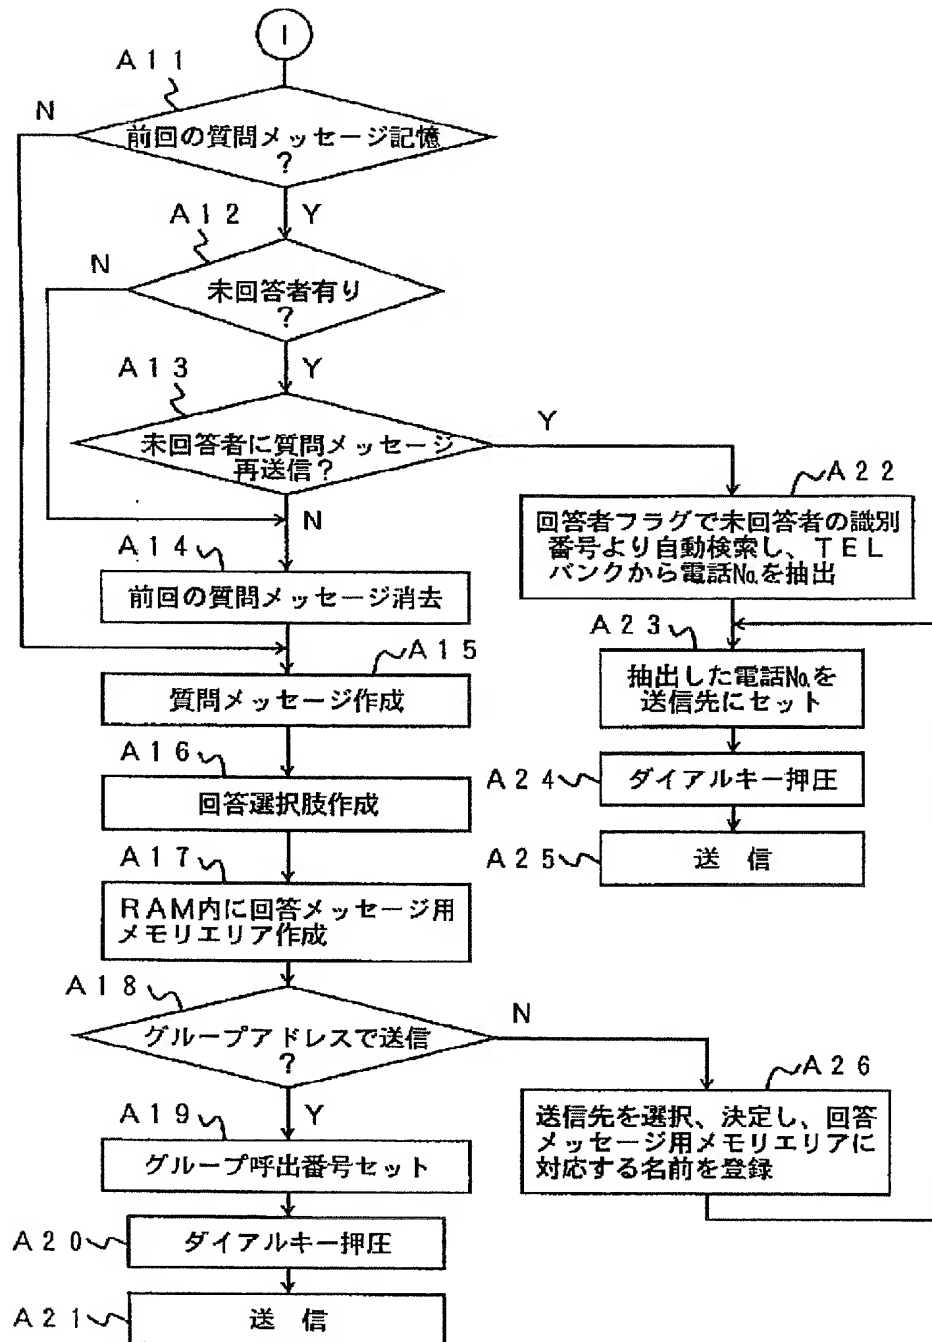 I
A11
N
前回の質問メッセージ記憶
?
Y
A12
N
未回答者有り
?
Y
A13
未回答者に質問メッセージ
再送信?
Y
N
A14
前回の質問メッセージ消去
A15
質問メッセージ作成
A16
回答選択肢作成
A17
RAM内に回答メッセージ用
メモリエリア作成
A18
グループアドレスで送信
?
N
Y
A19
グループ呼出番号セット
A20
ダイアルキー押圧
A21
送 信
A22
回答者フラグで未回答者の識別
番号より自動検索し、TEL
バンクから電話No.を抽出
A23
抽出した電話No.を
送信先にセット
A24
ダイアルキー押圧
A25
送 信
A26
送信先を選択、決定し、回答
メッセージ用メモリエリアに
対応する名前を登録